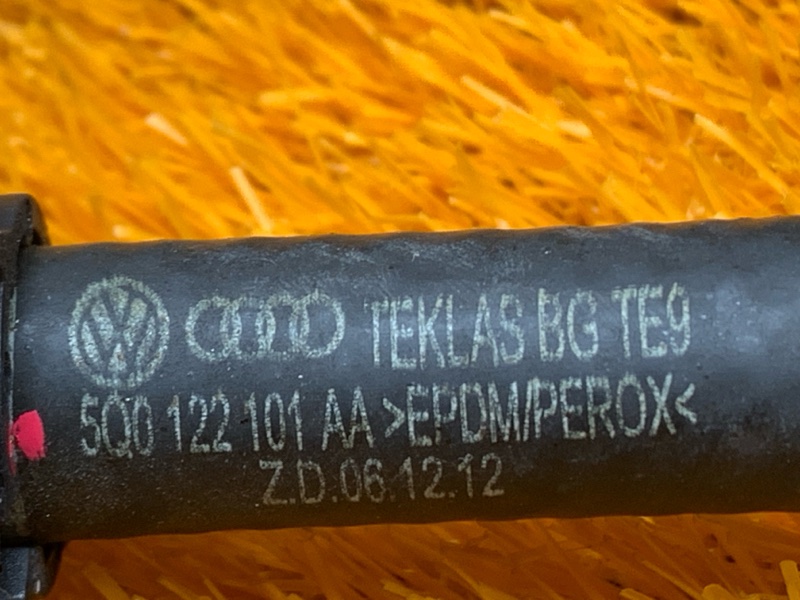 TEKLAS BG TE9
5Q0 122 101 AA >EPDM/PEROX<
Z.D.06.12.12